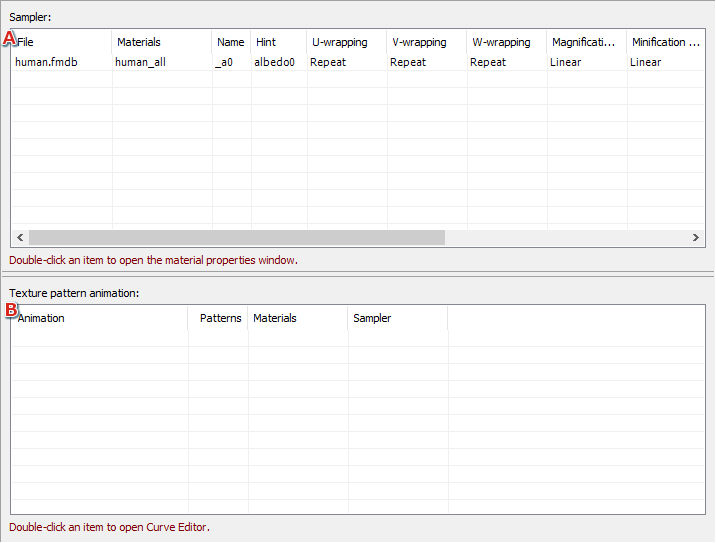 Sampler:
A File Materials Name Hint U-wrapping V-wrapping W-wrapping Magnificati... Minification ...
human.fmdb human_all _a0 albedo0 Repeat Repeat Repeat Linear Linear
Double-click an item to open the material properties window.
Texture pattern animation:
B Animation Patterns Materials Sampler
Double-click an item to open Curve Editor.